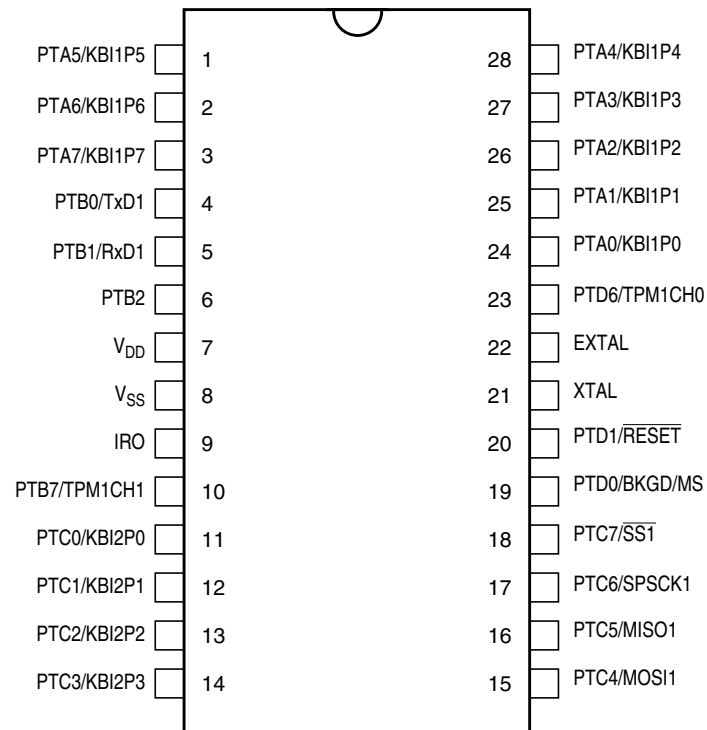 PTA5/KBI1P5 1 28 PTA4/KBI1P4
PTA6/KBI1P6 2 27 PTA3/KBI1P3
PTA7/KBI1P7 3 26 PTA2/KBI1P2
PTB0/TxD1 4 25 PTA1/KBI1P1
PTB1/RxD1 5 24 PTA0/KBI1P0
PTB2 6 23 PTD6/TPM1CH0
VDD 7 22 EXTAL
VSS 8 21 XTAL
IRO 9 20 PTD1/RESET
PTB7/TPM1CH1 10 19 PTD0/BKGD/MS
PTC0/KBI2P0 11 18 PTC7/SS1
PTC1/KBI2P1 12 17 PTC6/SPSCK1
PTC2/KBI2P2 13 16 PTC5/MISO1
PTC3/KBI2P3 14 15 PTC4/MOSI1